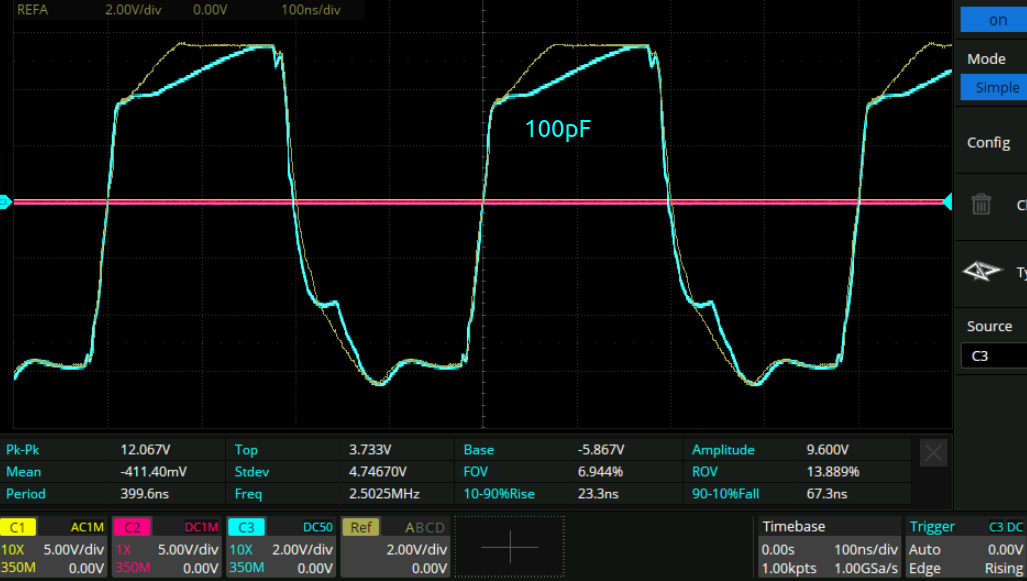 REFA 2.00V/div 0.00V 100ns/div
on
Mode
Simple
100pF
Config
C3
Source
C3
Pk-Pk 12.067V Top 3.733V Base -5.867V Amplitude 9.600V
Mean -411.40mV Stdev 4.74670V FOV 6.944% ROV 13.889%
Period 399.6ns Freq 2.5025MHz 10-90%Rise 23.3ns 90-10%Fall 67.3ns
C1 AC1M C2 DC1M C3 DC50 Ref ABCD Timebase Trigger C3 DC
10X 5.00V/div 1X 5.00V/div 10X 2.00V/div 2.00V/div 0.00s 100ns/div Auto 0.00V
350M 0.00V 350M 0.00V 350M 0.00V 0.00V 1.00kpts 1.00GSa/s Edge Rising